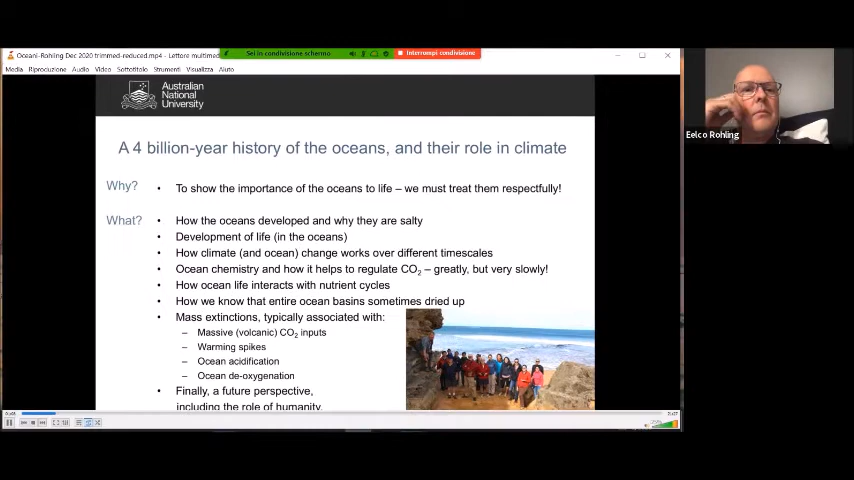 Oceani-Rohling Dec 2020 trimmed-reduced.mp4 - Lettore multimed
Sei in condivisione schermo
Interrompi condivisione
Media Riproduzione Audio Video Sottotitolo Strumenti Visualizza Aiuto
Australian
National
University
A 4 billion-year history of the oceans, and their role in climate
Why? • To show the importance of the oceans to life – we must treat them respectfully!
What? • How the oceans developed and why they are salty
• Development of life (in the oceans)
• How climate (and ocean) change works over different timescales
• Ocean chemistry and how it helps to regulate CO2 – greatly, but very slowly!
• How ocean life interacts with nutrient cycles
• How we know that entire ocean basins sometimes dried up
• Mass extinctions, typically associated with:
– Massive (volcanic) CO2 inputs
– Warming spikes
– Ocean acidification
– Ocean de-oxygenation
• Finally, a future perspective,
including the role of humanity.
Eelco Rohling